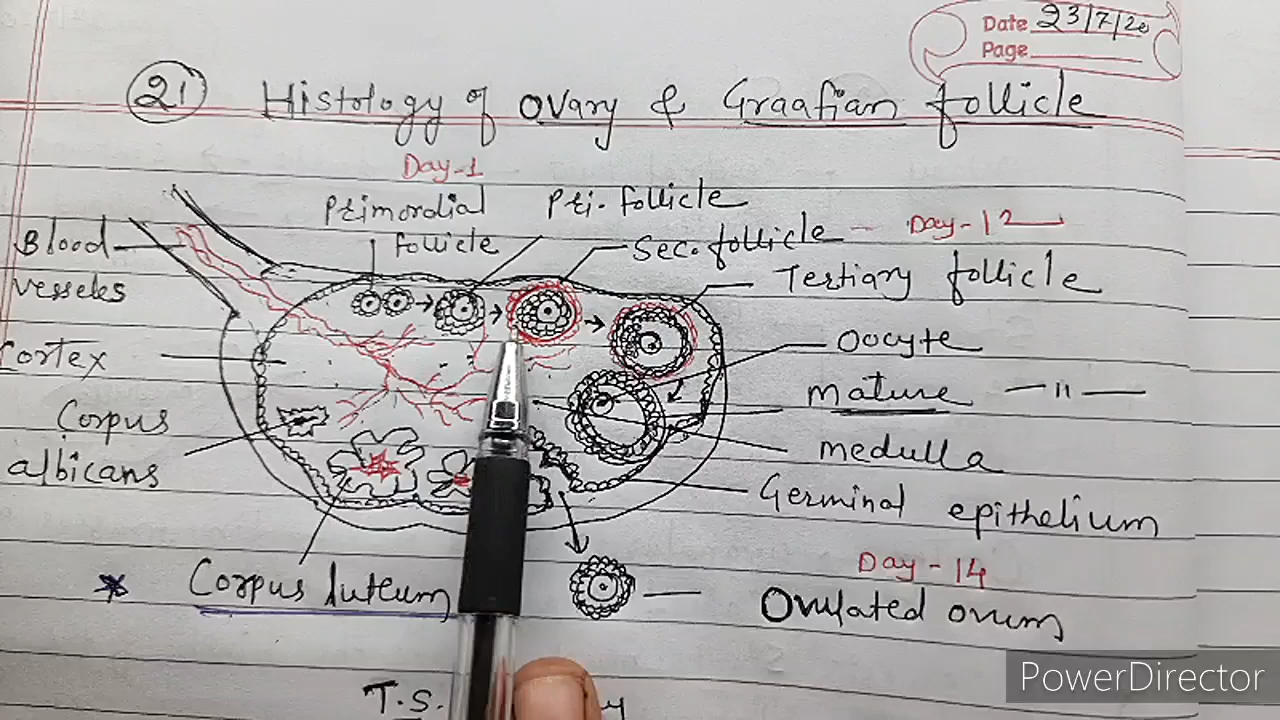 Date 23/7/20
Page
21 Histology of Ovary & Graafian follicle
Day-1
Primordial follicle
Pri. follicle
Sec. follicle - Day-12
Tertiary follicle
Blood vesseles
Oocyte
Cortex
mature — " —
Corpus albicans
medulla
Germinal epithelium
Day-14
* Corpus luteum
Ovulated ovum
T.S.
PowerDirector